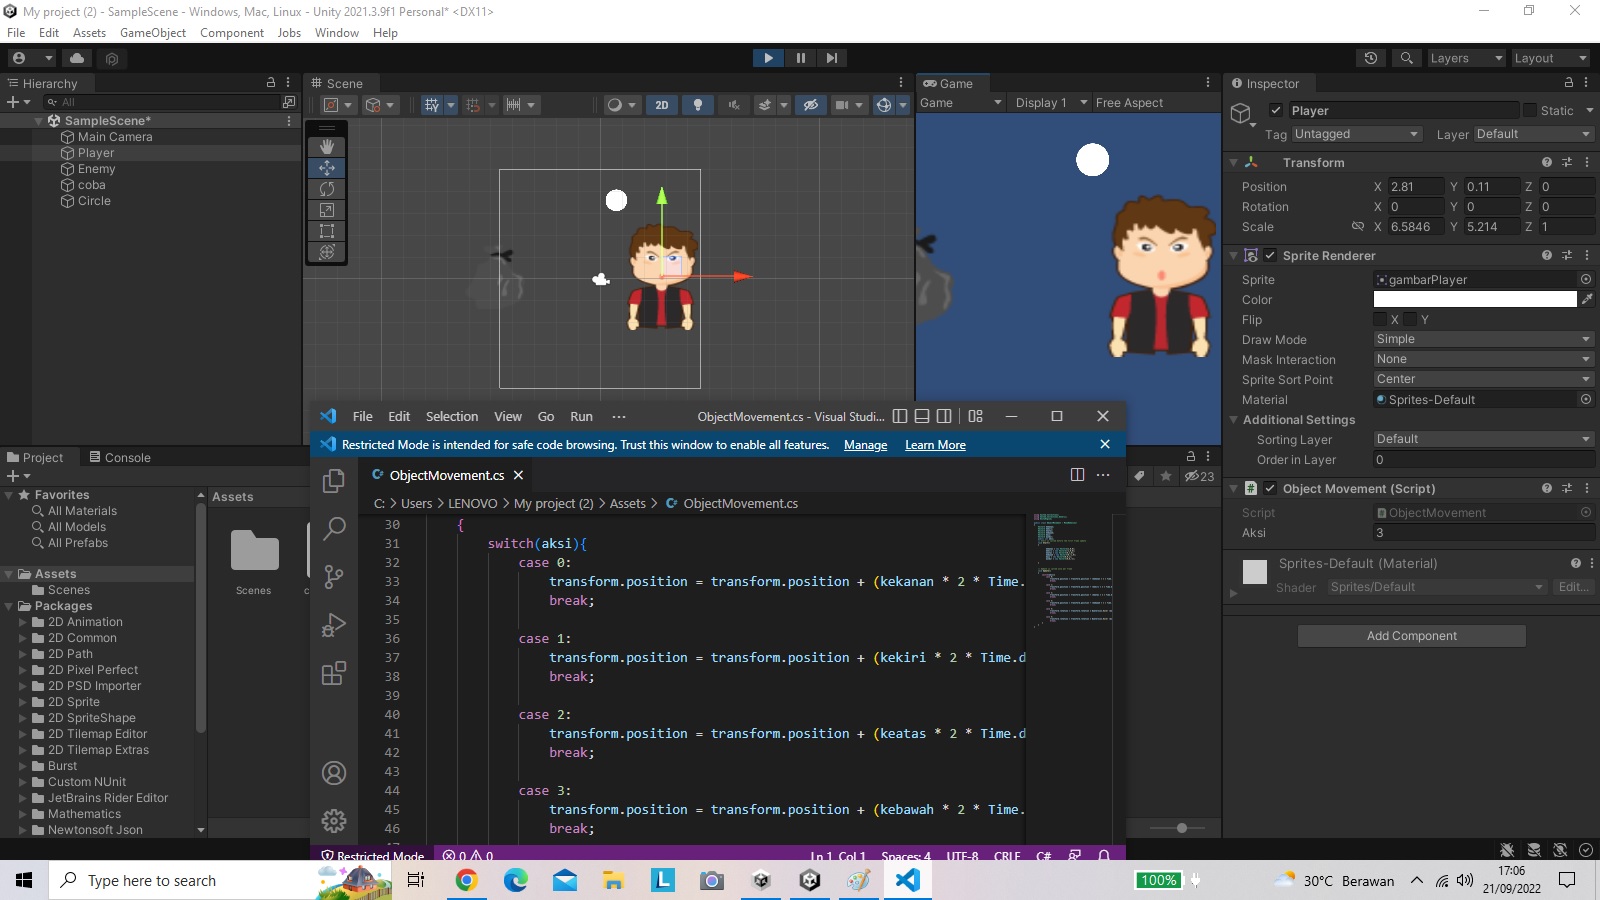 My project (2) - SampleScene - Windows, Mac, Linux - Unity 2021.3.9f1 Personal* <DX11>
File Edit Assets GameObject Component Jobs Window Help
Layers Layout
Hierarchy
All
SampleScene*
Main Camera
Player
Enemy
coba
Circle
Scene
2D
Game
Game Display 1 Free Aspect
Inspector
Player Static
Tag Untagged Layer Default
Transform
Position X 2.81 Y 0.11 Z 0
Rotation X 0 Y 0 Z 0
Scale X 6.5846 Y 5.214 Z 1
Sprite Renderer
Sprite gambarPlayer
Color
Flip X Y
Draw Mode Simple
Mask Interaction None
Sprite Sort Point Center
Material Sprites-Default
Additional Settings
Sorting Layer Default
Order in Layer 0
Object Movement (Script)
Script ObjectMovement
Aksi 3
Sprites-Default (Material)
Shader Sprites/Default Edit...
Add Component
Project Console
23
Favorites
All Materials
All Models
All Prefabs
Assets
Scenes
Packages
2D Animation
2D Common
2D Path
2D Pixel Perfect
2D PSD Importer
2D Sprite
2D SpriteShape
2D Tilemap Editor
2D Tilemap Extras
Burst
Custom NUnit
JetBrains Rider Editor
Mathematics
Newtonsoft Json
Assets
Scenes
File Edit Selection View Go Run ··· ObjectMovement.cs - Visual Studi...
Restricted Mode is intended for safe code browsing. Trust this window to enable all features. Manage Learn More
ObjectMovement.cs
C: > Users > LENOVO > My project (2) > Assets > ObjectMovement.cs
30 {
31 switch(aksi){
32 case 0:
33 transform.position = transform.position + (kekanan * 2 * Time.
34 break;
35
36 case 1:
37 transform.position = transform.position + (kekiri * 2 * Time.d
38 break;
39
40 case 2:
41 transform.position = transform.position + (keatas * 2 * Time.d
42 break;
43
44 case 3:
45 transform.position = transform.position + (kebawah * 2 * Time.
46 break;
Restricted Mode 0 0 Ln 1, Col 1 Spaces: 4 UTF-8 CRLF C#
Type here to search
100%
30°C Berawan
17:06
21/09/2022